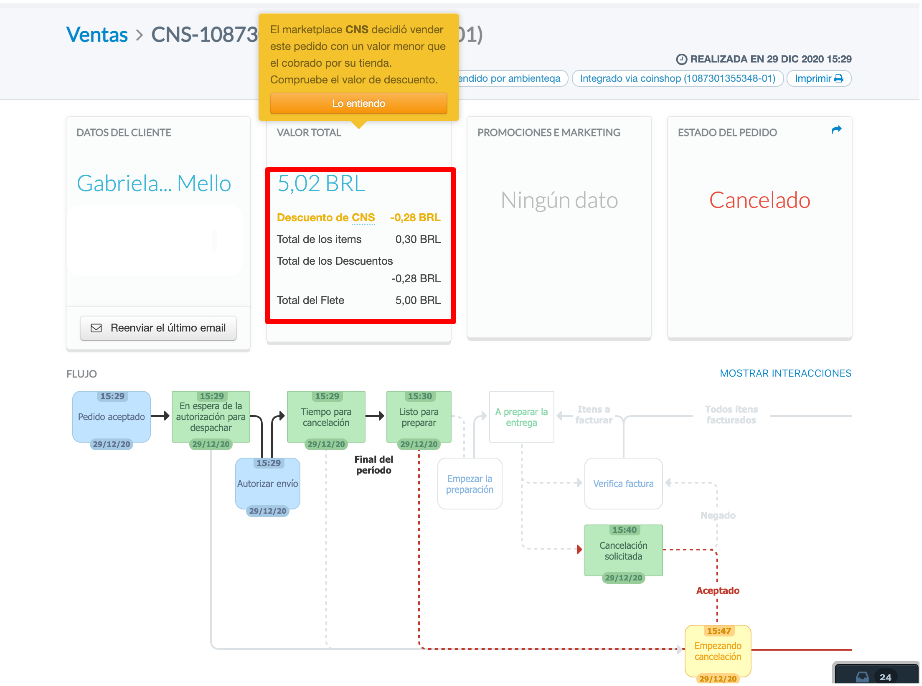 Ventas > CNS-10873
01)
El marketplace CNS decidió vender
este pedido con un valor menor que
el cobrado por su tienda.
Compruebe el valor de descuento.
Lo entiendo
REALIZADA EN 29 DIC 2020 15:29
endido por ambienteqa
Integrado via coinshop (1087301355348-01)
Imprimir
DATOS DEL CLIENTE
Gabriela... Mello
Reenviar el último email
VALOR TOTAL
5,02 BRL
Descuento de CNS -0,28 BRL
Total de los items 0,30 BRL
Total de los Descuentos
-0,28 BRL
Total del Flete 5,00 BRL
PROMOCIONES E MARKETING
Ningún dato
ESTADO DEL PEDIDO
Cancelado
FLUJO
MOSTRAR INTERACCIONES
15:29
Pedido aceptado
29/12/20
15:29
En espera de la
autorización para
despachar
29/12/20
15:29
Autorizar envío
29/12/20
15:29
Tiempo para
cancelación
29/12/20
Final del
período
15:30
Listo para
preparar
29/12/20
Empezar la
preparación
A preparar la
entrega
Itens a
facturar
Todos itens
facturados
Verifica factura
Negado
15:40
Cancelación
solicitada
29/12/20
Aceptado
15:47
Empezando
cancelación
29/12/20
24